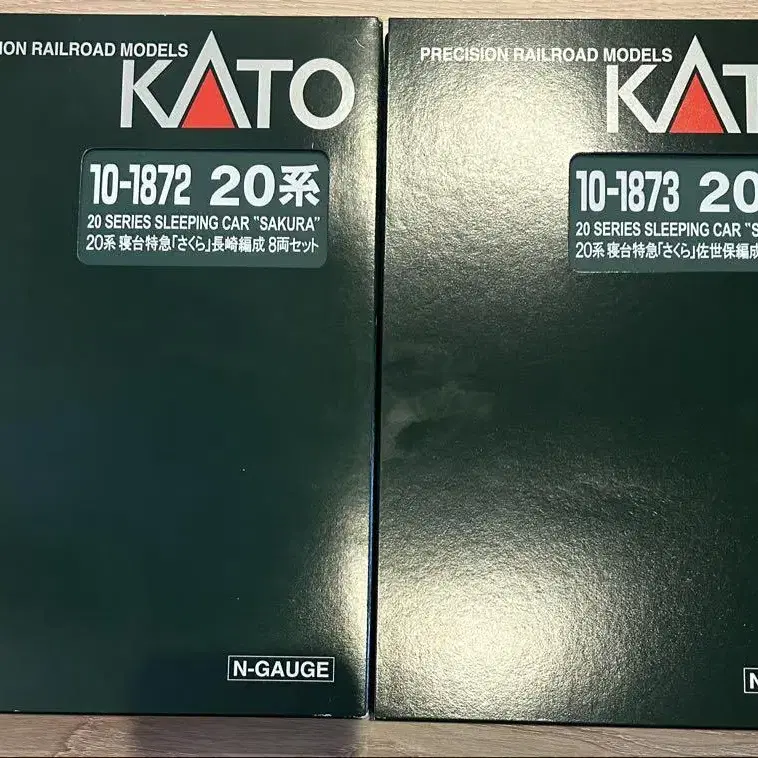 ION RAILROAD MODELS
KATO
10-1872 20系
20 SERIES SLEEPING CAR "SAKURA"
20系 寝台特急「さくら」長崎編成 8両セット
N-GAUGE
PRECISION RAILROAD MODELS
KAT
10-1873 20
20 SERIES SLEEPING CAR "S
20系 寝台特急「さくら」佐世保編成
N